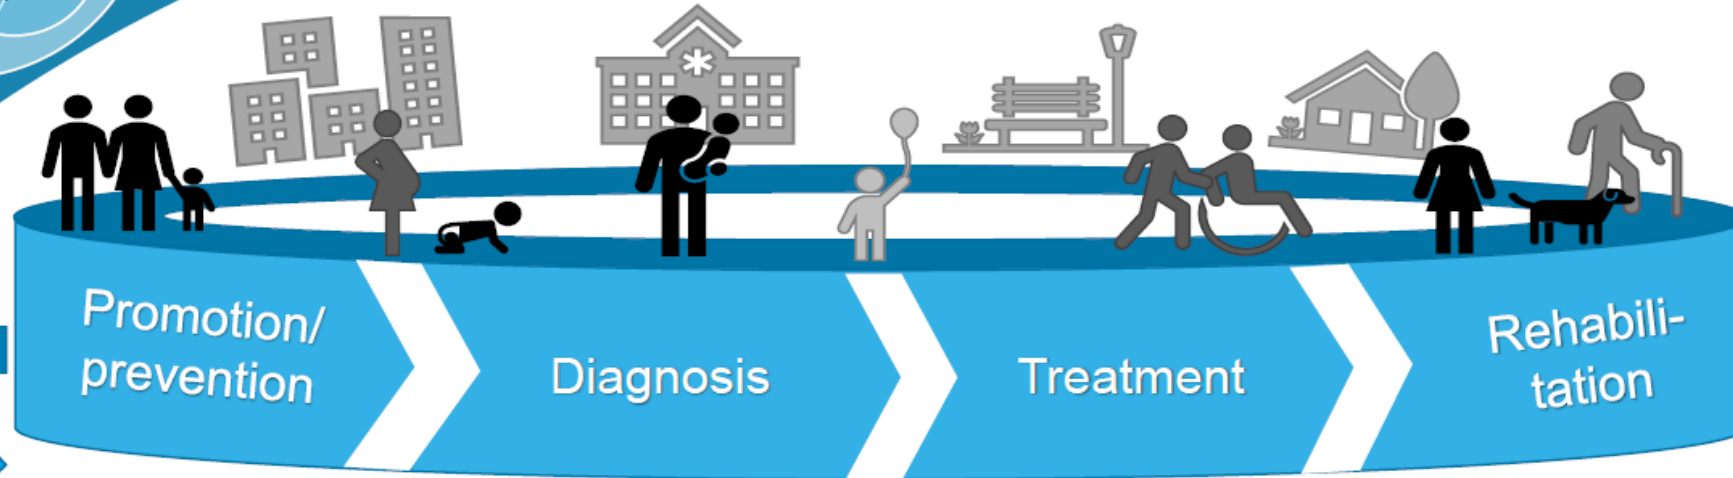 Promotion/
prevention
Diagnosis
Treatment
Rehabili-
tation